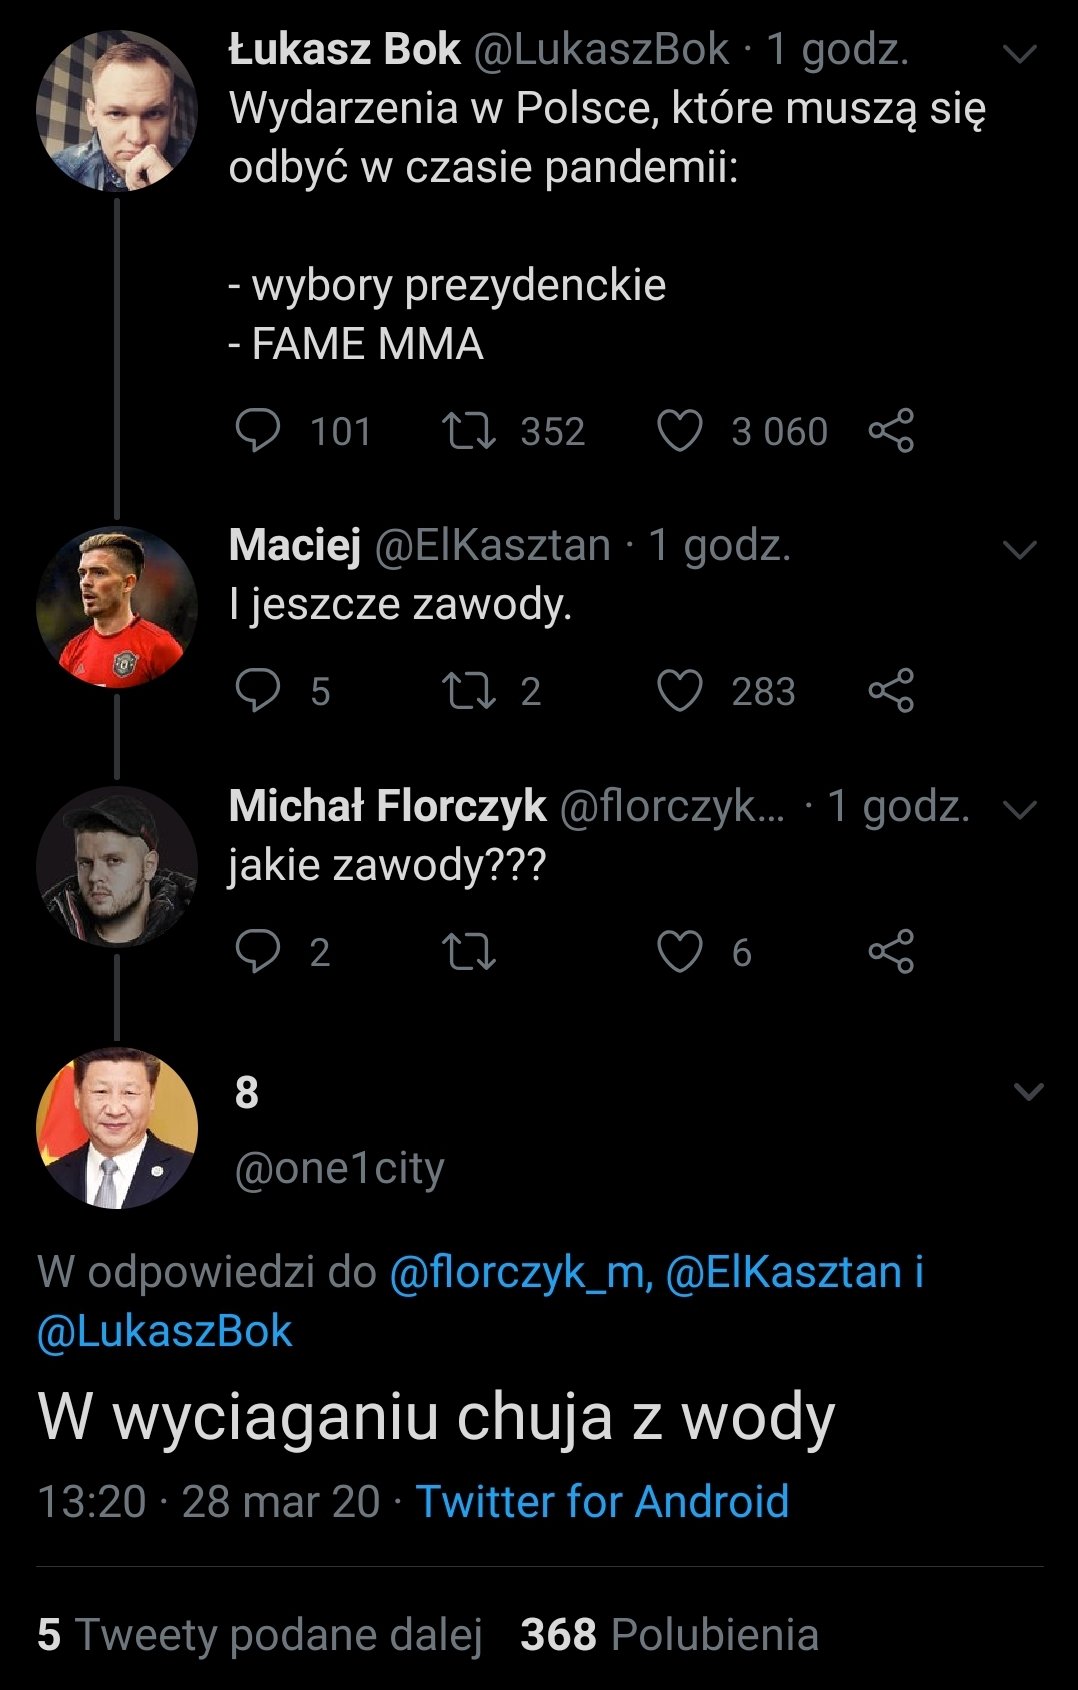 Łukasz Bok @LukaszBok · 1 godz.
Wydarzenia w Polsce, które muszą się
odbyć w czasie pandemii:
- wybory prezydenckie
- FAME MMA
101 352 3 060
Maciej @ElKasztan · 1 godz.
I jeszcze zawody.
5 2 283
Michał Florczyk @florczyk... · 1 godz.
jakie zawody???
2 6
8
@one1city
W odpowiedzi do @florczyk_m, @ElKasztan i
@LukaszBok
W wyciaganiu chuja z wody
13:20 · 28 mar 20 · Twitter for Android
5 Tweety podane dalej 368 Polubienia